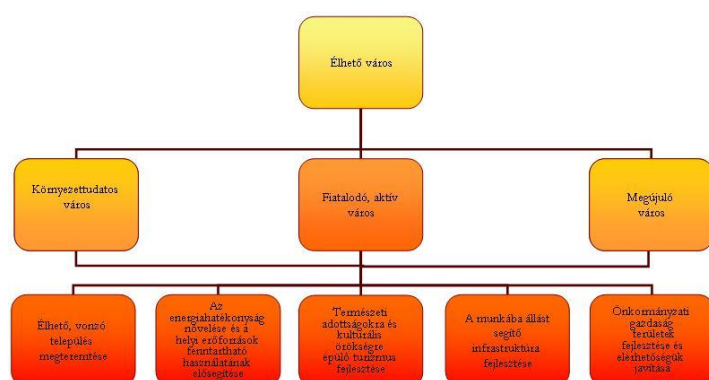 Élhető város
Környezettudatos
város
Fiatalodó, aktív
város
Megújuló
város
Élhető, vonzó
település
megteremtése
Az
energiahatékonyság
növelése és a
helyi erőforrások
fenntartható
használatának
elősegítése
Természeti
adottságokra és
kulturális
örökségre
épülő turizmus
fejlesztése
A munkába állást
segítő
infrastruktúra
fejlesztése
Önkormányzati
gazdaság
területek
fejlesztése és
elérhetőségük
javítása